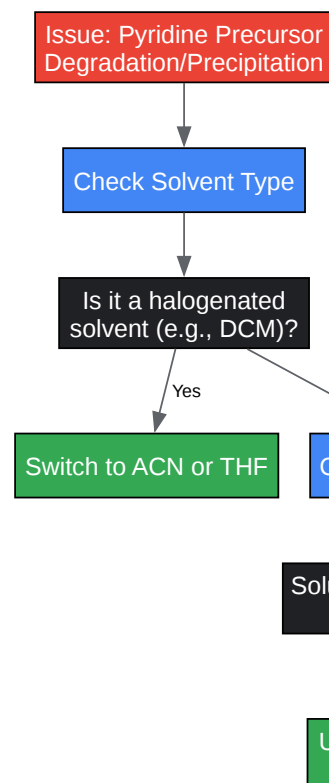 Issue: Pyridine Precursor
Degradation/Precipitation
Check Solvent Type
Is it a halogenated
solvent (e.g., DCM)?
Yes
Switch to ACN or THF